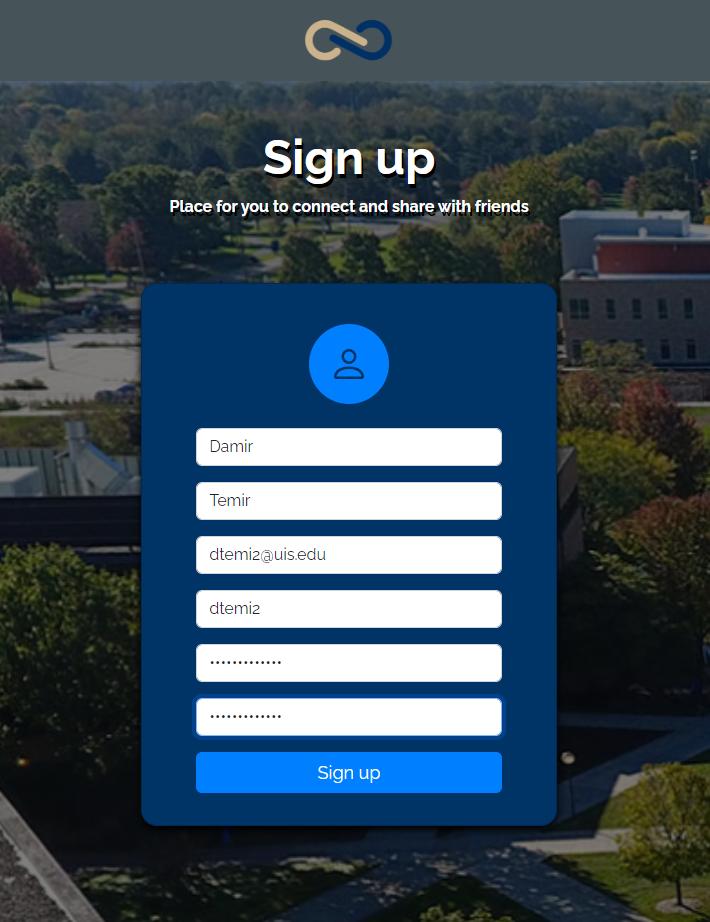 Sign up
Place for you to connect and share with friends
Damir
Temir
dtemi2@uis.edu
dtemi2
•••••••••••••
•••••••••••••
Sign up